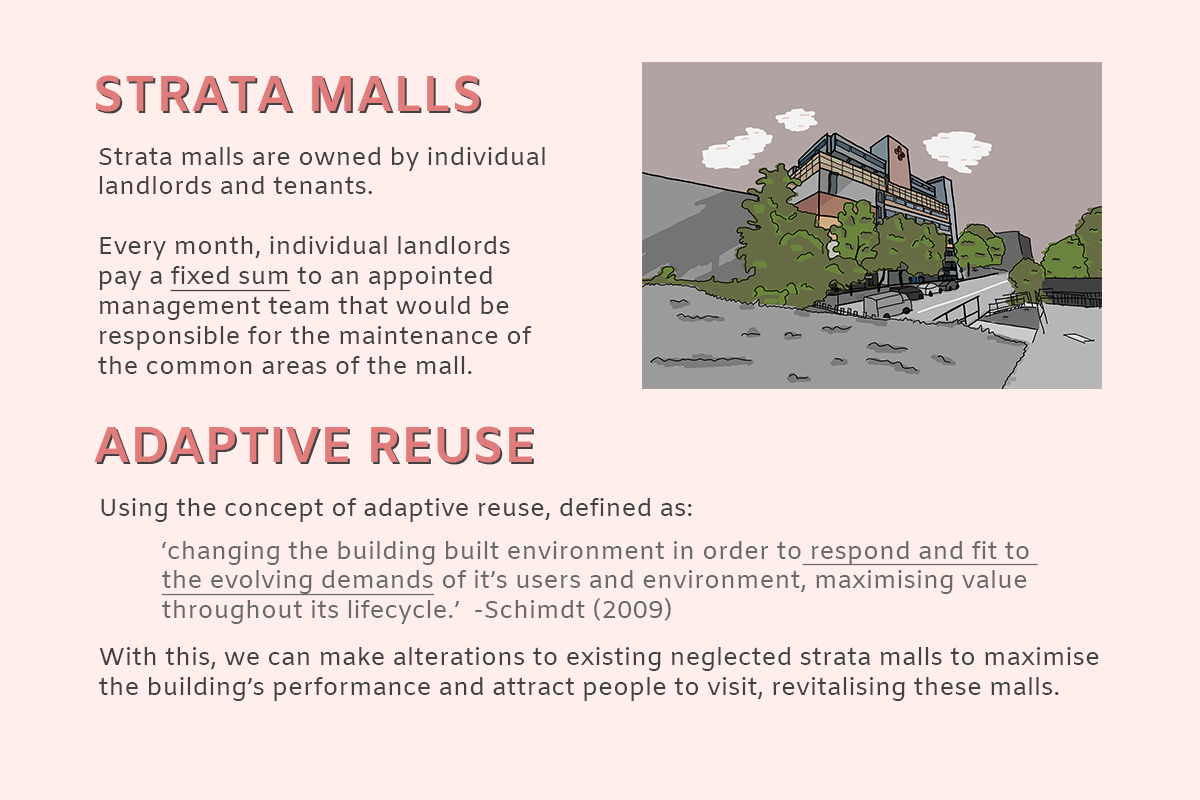 STRATA MALLS
Strata malls are owned by individual
landlords and tenants.
Every month, individual landlords
pay a fixed sum to an appointed
management team that would be
responsible for the maintenance of
the common areas of the mall.
ADAPTIVE REUSE
Using the concept of adaptive reuse, defined as:
‘changing the building built environment in order to respond and fit to
the evolving demands of it’s users and environment, maximising value
throughout its lifecycle.’ -Schimdt (2009)
With this, we can make alterations to existing neglected strata malls to maximise
the building’s performance and attract people to visit, revitalising these malls.